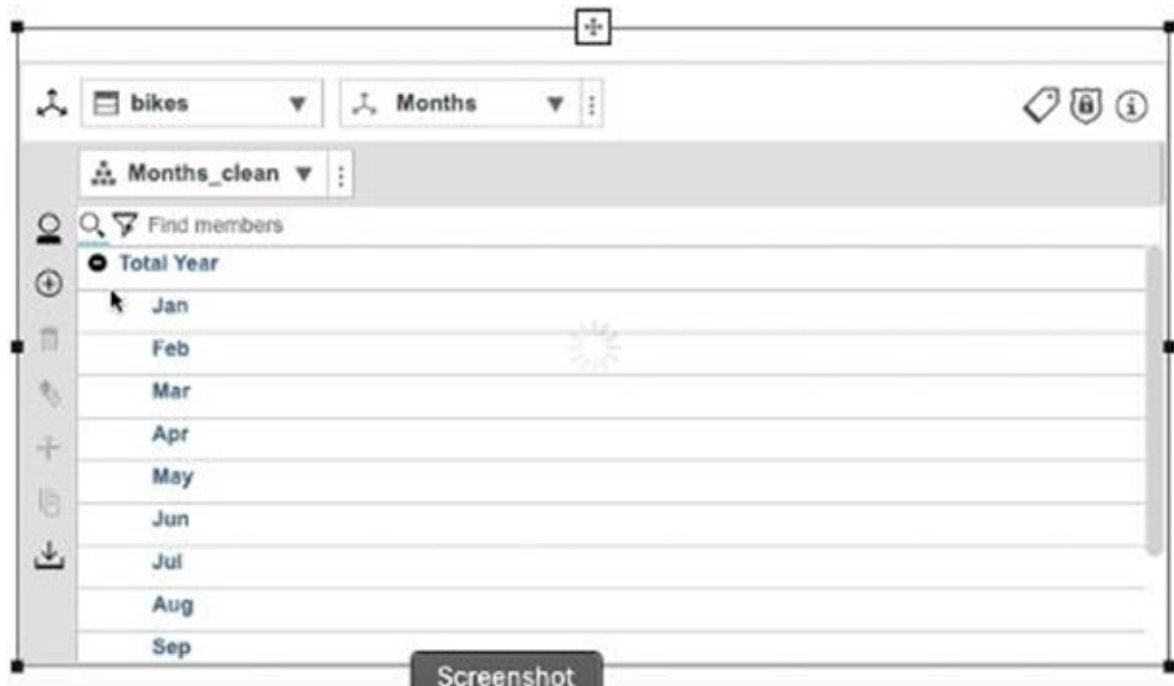 bikes Months
Months_clean
Find members
Total Year
Jan
Feb
Mar
Apr
May
Jun
Jul
Aug
Sep
Screenshot